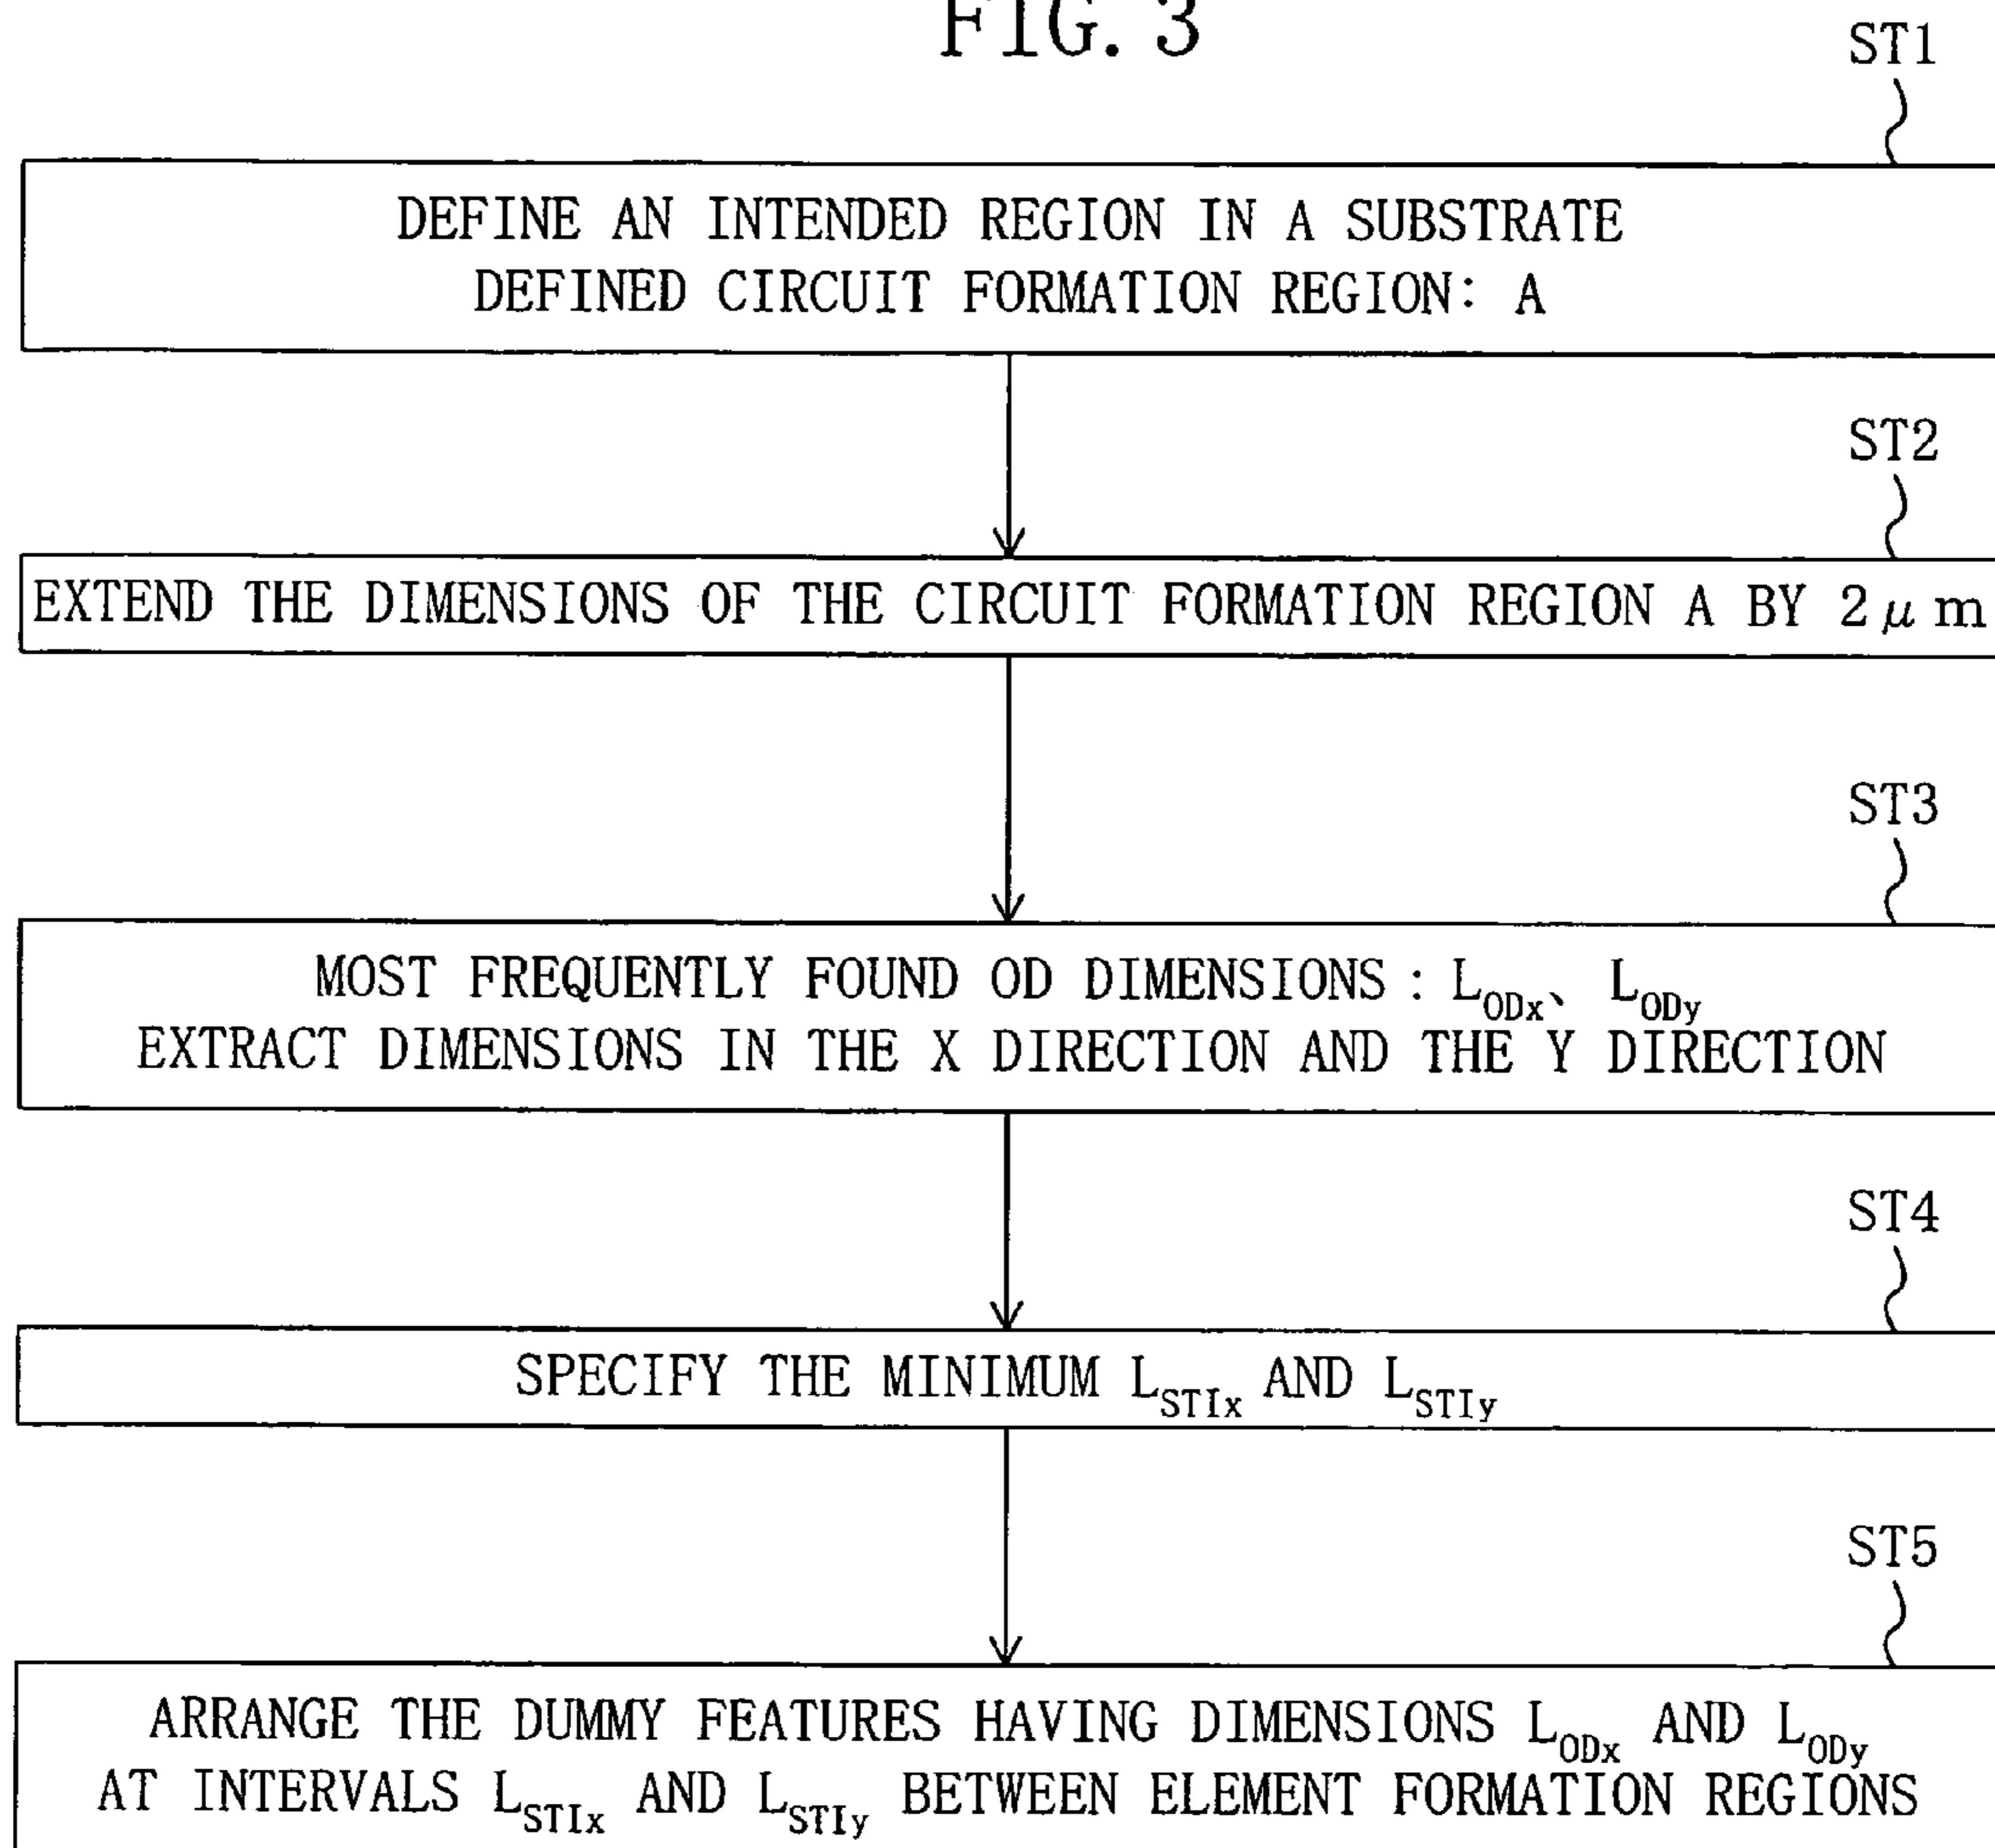 FIG. 3
ST1
DEFINE AN INTENDED REGION IN A SUBSTRATE
DEFINED CIRCUIT FORMATION REGION: A
ST2
EXTEND THE DIMENSIONS OF THE CIRCUIT FORMATION REGION A BY 2μm
ST3
MOST FREQUENTLY FOUND OD DIMENSIONS : LODx、 LODy
EXTRACT DIMENSIONS IN THE X DIRECTION AND THE Y DIRECTION
ST4
SPECIFY THE MINIMUM LSTIx AND LSTIy
ST5
ARRANGE THE DUMMY FEATURES HAVING DIMENSIONS LODx AND LODy
AT INTERVALS LSTIx AND LSTIy BETWEEN ELEMENT FORMATION REGIONS